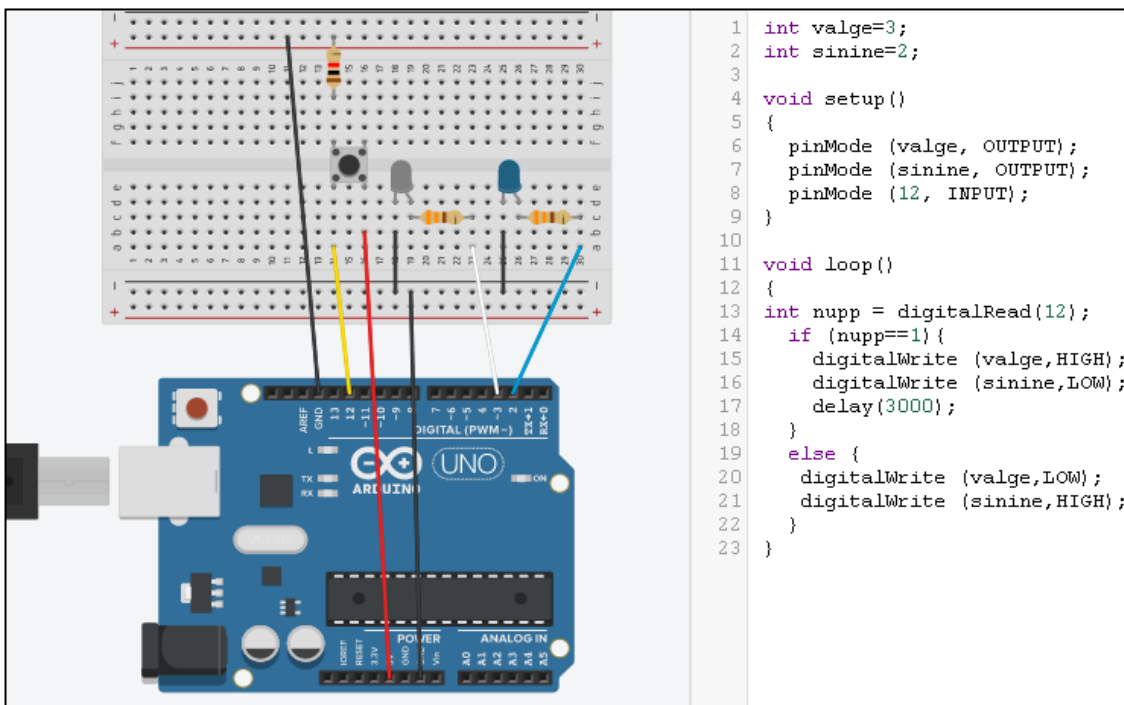 1 int valge=3;
2 int sinine=2;
3
4 void setup()
5 {
6 pinMode (valge, OUTPUT);
7 pinMode (sinine, OUTPUT);
8 pinMode (12, INPUT);
9 }
10
11 void loop()
12 {
13 int nupp = digitalRead(12);
14 if (nupp==1){
15 digitalWrite (valge,HIGH);
16 digitalWrite (sinine,LOW);
17 delay(3000);
18 }
19 else {
20 digitalWrite (valge,LOW);
21 digitalWrite (sinine,HIGH);
22 }
23 }
AREF
GND
13
12
~11
~10
~9
8
7
~6
~5
4
~3
2
TX→1
RX←0
DIGITAL (PWM~)
L
TX
RX
ARDUINO
UNO
ON
POWER
ANALOG IN
IOREF
RESET
3.3V
5V
GND
GND
Vin
A0
A1
A2
A3
A4
A5